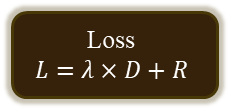 Loss
𝐿 = 𝜆 × 𝐷 + 𝑅